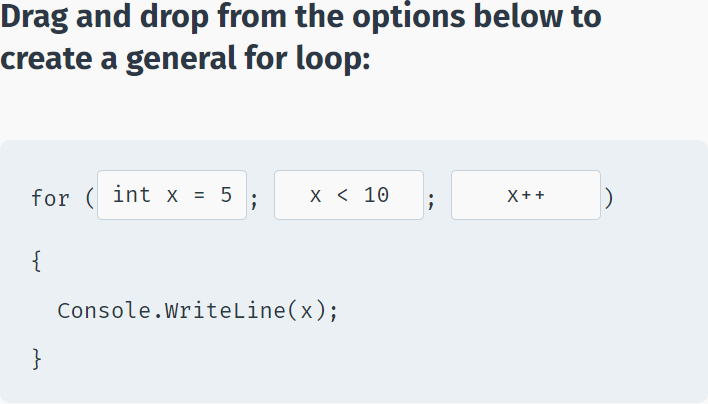 Drag and drop from the options below to
create a general for loop:
for ( int x = 5 ; x < 10 ; x++ )
{
Console.WriteLine(x);
}